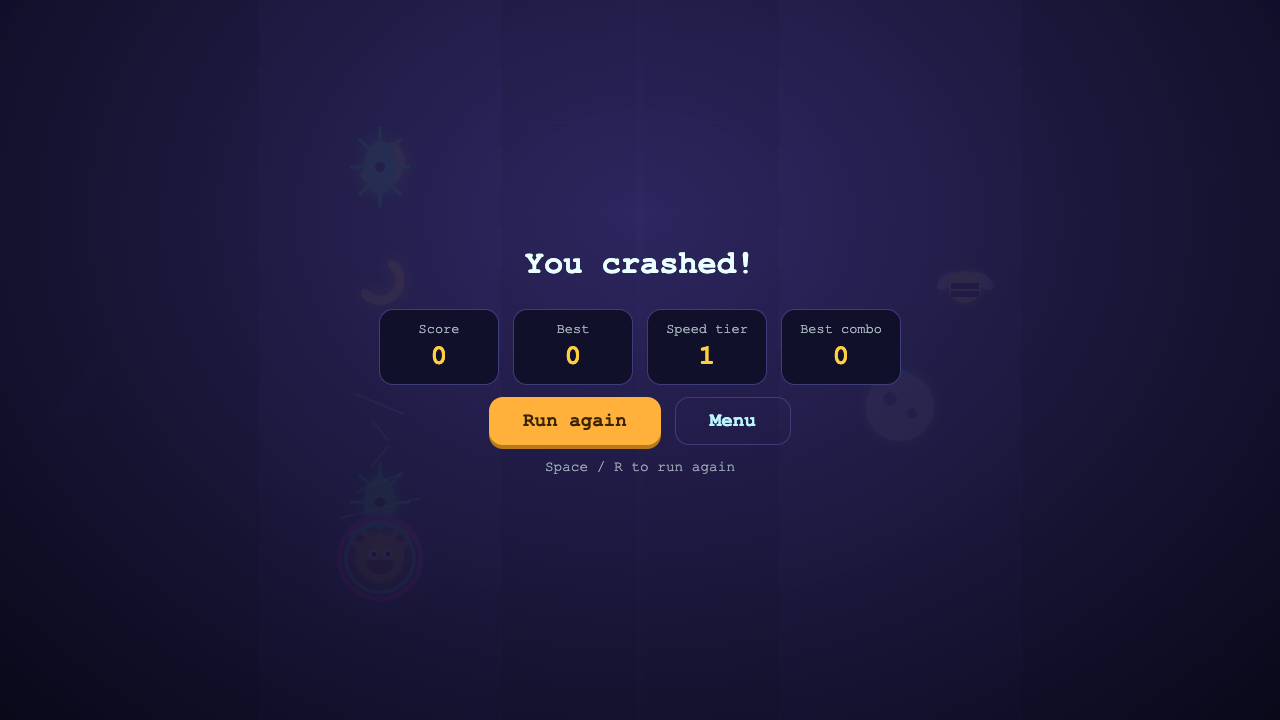 You crashed!
Score Best Speed tier Best combo
0 0 1 0
Run again Menu
Space / R to run again